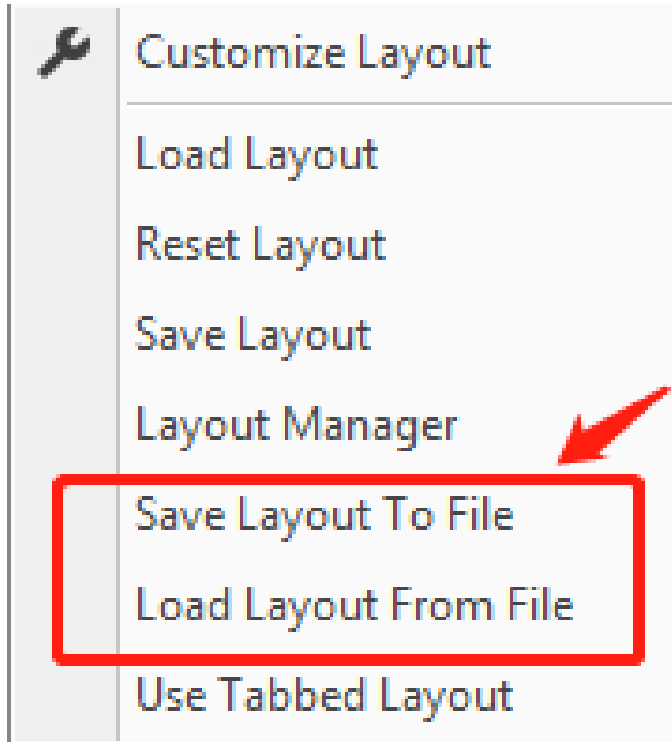 Customize Layout
Load Layout
Reset Layout
Save Layout
Layout Manager
Save Layout To File
Load Layout From File
Use Tabbed Layout